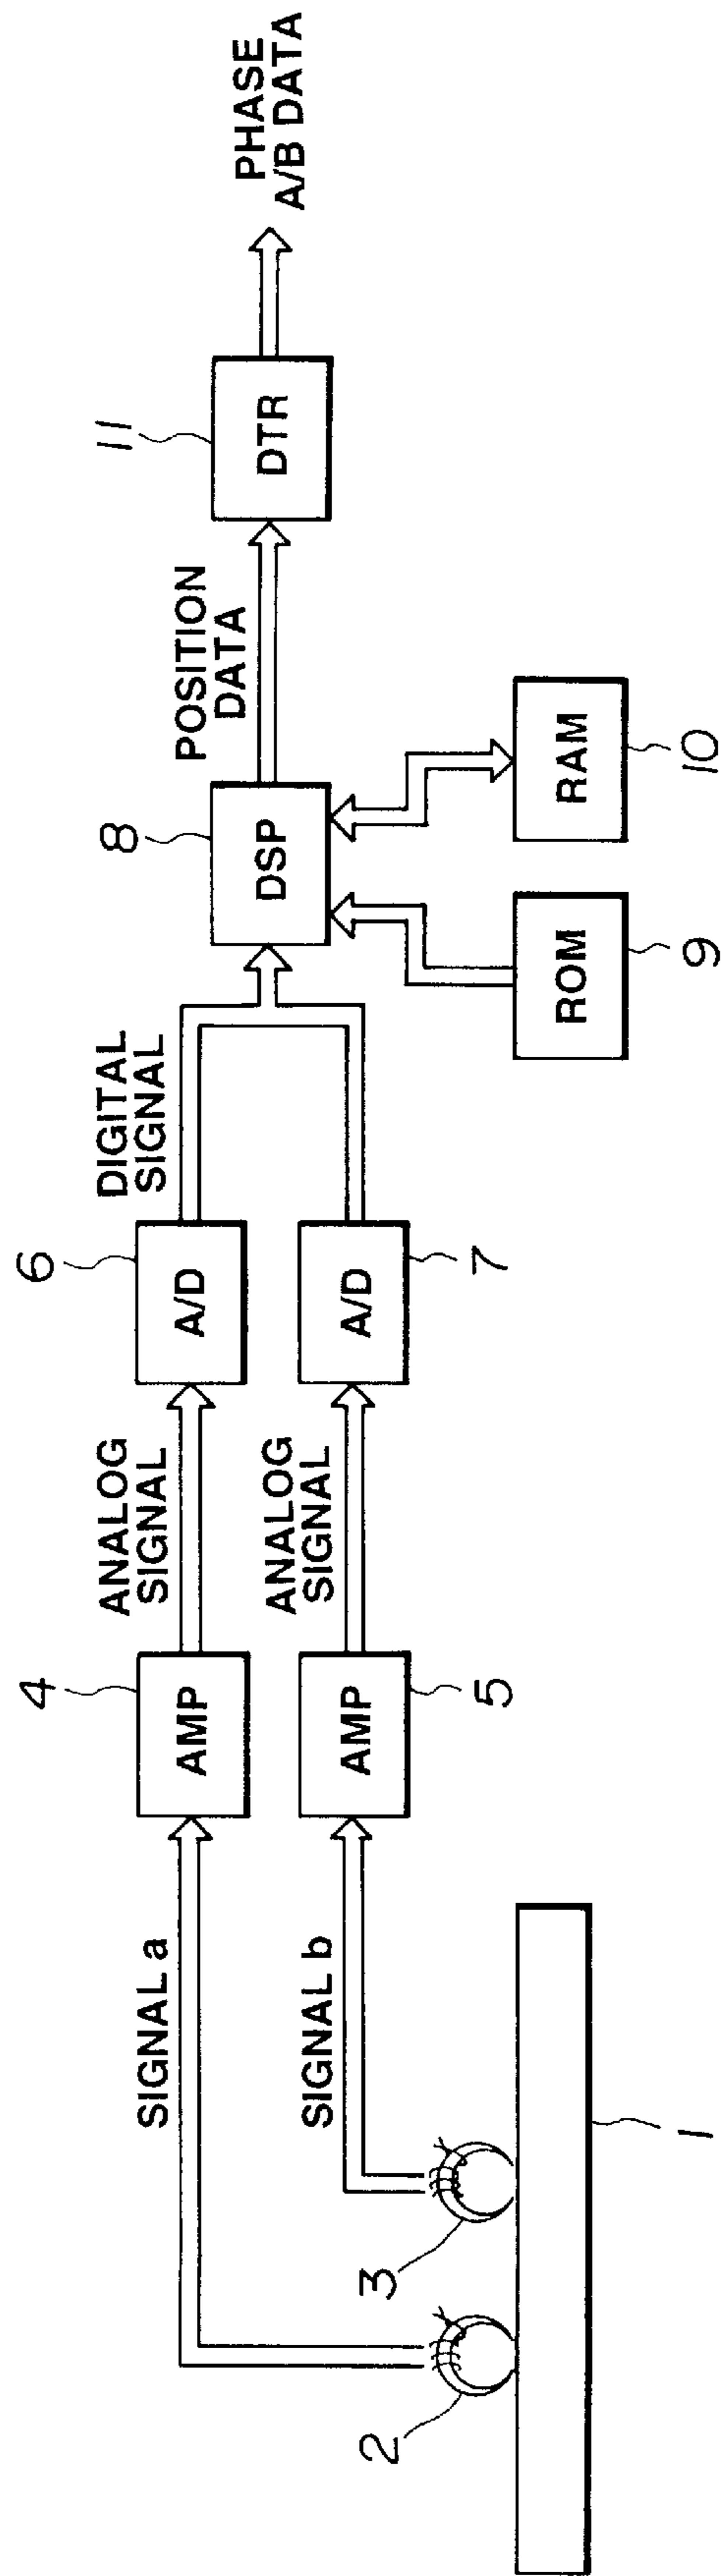 SIGNAL a
SIGNAL b
4
AMP
AMP
5
ANALOG
SIGNAL
ANALOG
SIGNAL
6
A/D
A/D
7
DIGITAL
SIGNAL
8
DSP
POSITION
DATA
11
DTR
PHASE
A/B DATA
ROM
9
RAM
10
2
3
1